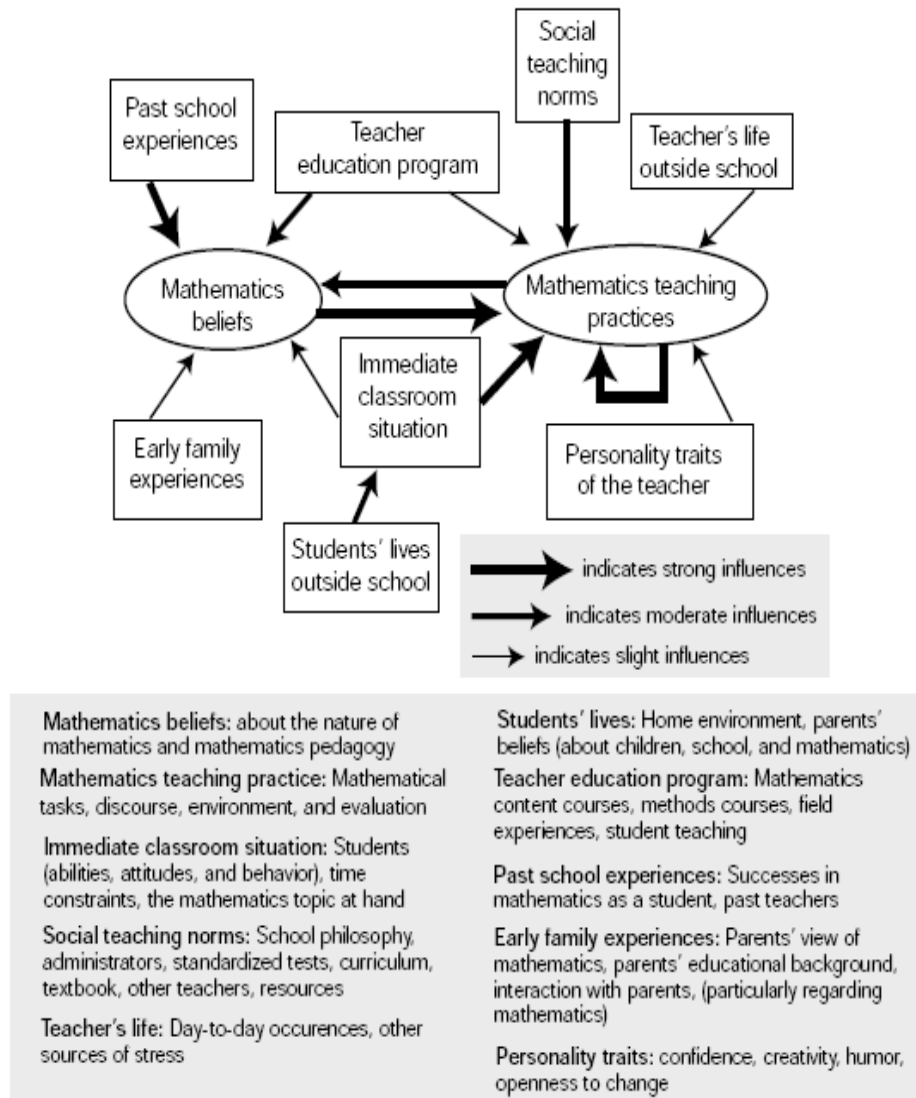 Social
teaching
norms
Past school
experiences
Teacher
education program
Teacher's life
outside school
Mathematics
beliefs
Mathematics teaching
practices
Immediate
classroom
situation
Early family
experiences
Personality traits
of the teacher
Students' lives
outside school
indicates strong influences
indicates moderate influences
indicates slight influences
Mathematics beliefs: about the nature of
mathematics and mathematics pedagogy
Mathematics teaching practice: Mathematical
tasks, discourse, environment, and evaluation
Immediate classroom situation: Students
(abilities, attitudes, and behavior), time
constraints, the mathematics topic at hand
Social teaching norms: School philosophy,
administrators, standardized tests, curriculum,
textbook, other teachers, resources
Teacher's life: Day-to-day occurences, other
sources of stress
Students' lives: Home environment, parents'
beliefs (about children, school, and mathematics)
Teacher education program: Mathematics
content courses, methods courses, field
experiences, student teaching
Past school experiences: Successes in
mathematics as a student, past teachers
Early family experiences: Parents' view of
mathematics, parents' educational background,
interaction with parents, (particularly regarding
mathematics)
Personality traits: confidence, creativity, humor,
openness to change